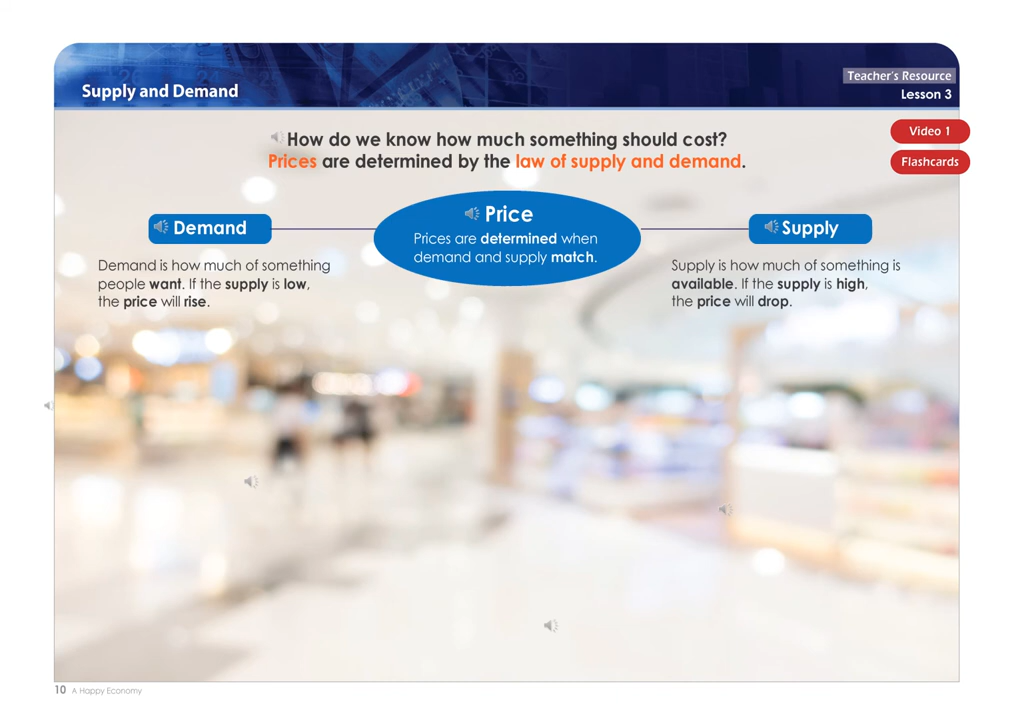 Supply and Demand
Teacher's Resource
Lesson 3
Video 1
Flashcards
How do we know how much something should cost?
Prices are determined by the law of supply and demand.
Demand
Demand is how much of something
people want. If the supply is low,
the price will rise.
Price
Prices are determined when
demand and supply match.
Supply
Supply is how much of something is
available. If the supply is high,
the price will drop.
10 A Happy Economy